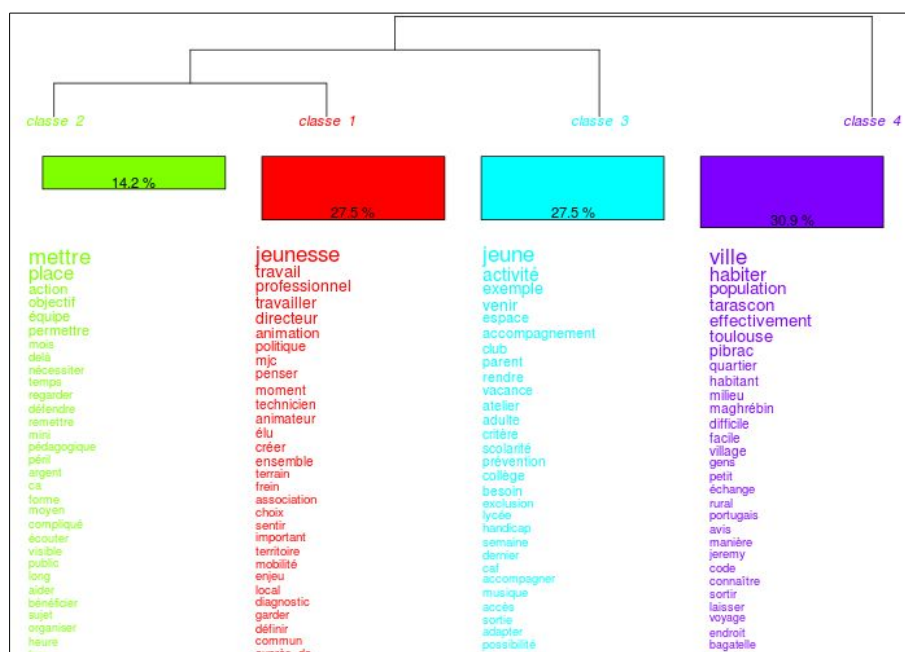 classe 2
classe 1
classe 3
classe 4
14.2 %
27.5 %
27.5 %
30.9 %
mettre
place
action
objectif
équipe
permettre
mois
delà
nécessiter
temps
regarder
défendre
remettre
mini
pédagogique
péril
argent
ca
forme
moyen
compliqué
écouter
visible
public
long
aider
bénéficier
sujet
organiser
heure
jeunesse
travail
professionnel
travailler
directeur
animation
politique
mjc
penser
moment
technicien
animateur
élu
créer
ensemble
terrain
frein
association
choix
sentir
important
territoire
mobilité
enjeu
local
diagnostic
garder
définir
commun
jeune
activité
exemple
venir
espace
accompagnement
club
parent
rendre
vacance
atelier
adulte
critère
scolarité
prévention
collège
besoin
exclusion
lycée
handicap
semaine
dernier
caf
accompagner
musique
accès
sortie
adapter
possibilité
ville
habiter
population
tarascon
effectivement
toulouse
pibrac
quartier
habitant
milieu
maghrébin
difficile
facile
village
gens
petit
échange
rural
portugais
avis
manière
jeremy
code
connaître
sortir
laisser
voyage
endroit
bagatelle